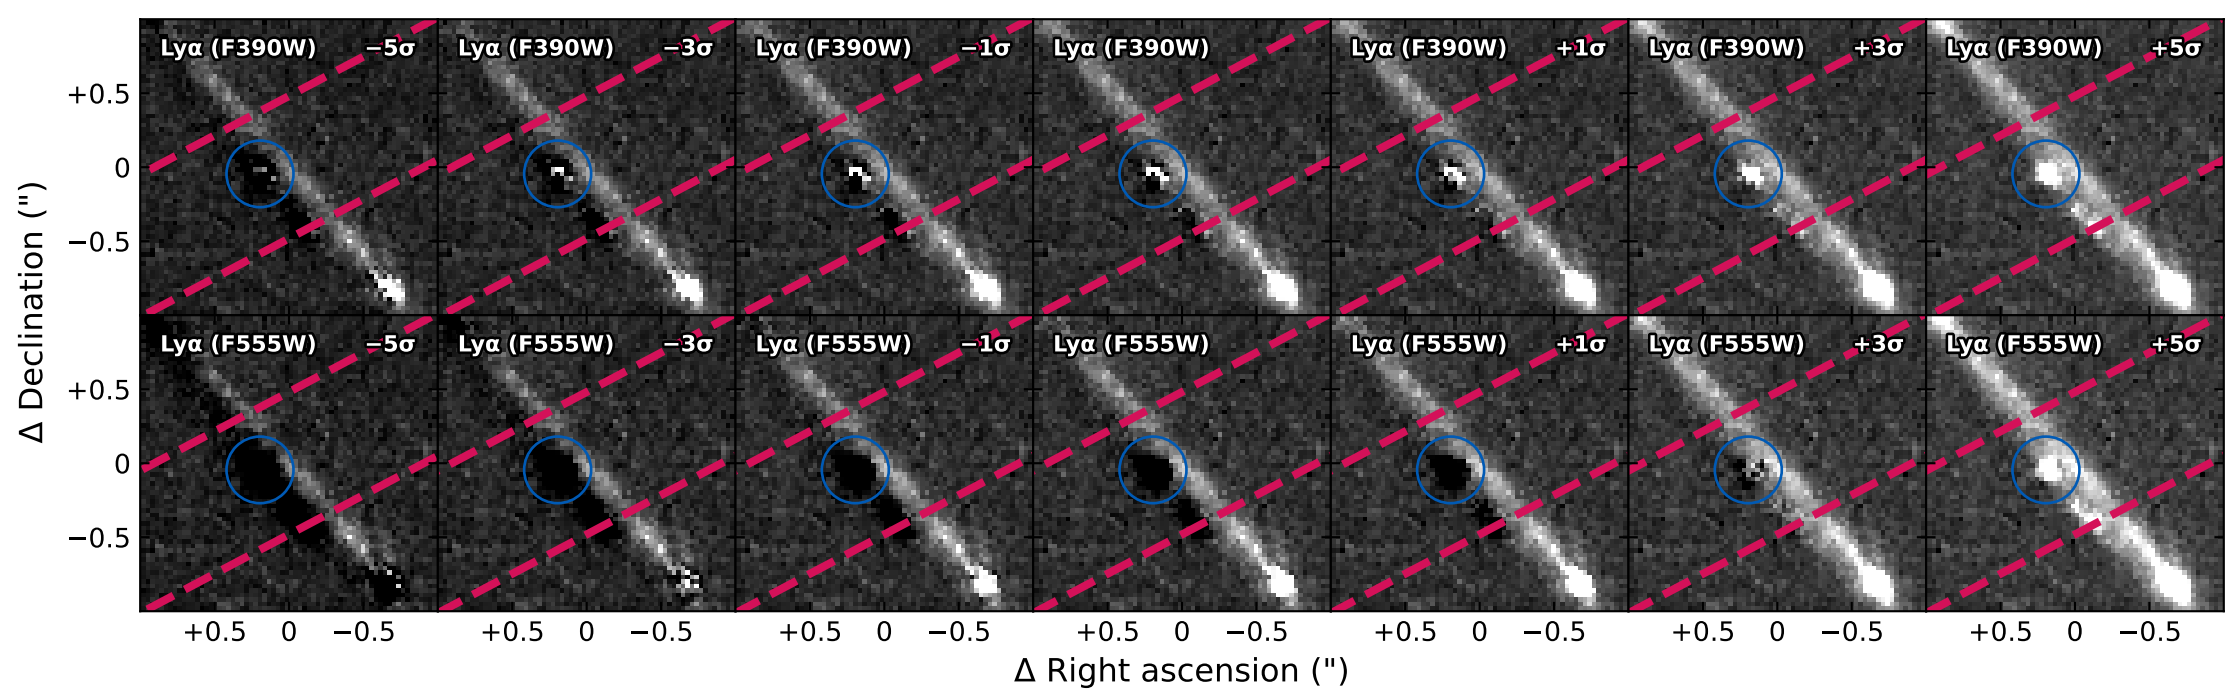 Lyα (F390W) −5σ Lyα (F390W) −3σ Lyα (F390W) −1σ Lyα (F390W) Lyα (F390W) +1σ Lyα (F390W) +3σ Lyα (F390W) +5σ
+0.5
0
−0.5
Δ Declination (")
Lyα (F555W) −5σ Lyα (F555W) −3σ Lyα (F555W) −1σ Lyα (F555W) Lyα (F555W) +1σ Lyα (F555W) +3σ Lyα (F555W) +5σ
+0.5
0
−0.5
+0.5 0 −0.5 +0.5 0 −0.5 +0.5 0 −0.5 +0.5 0 −0.5 +0.5 0 −0.5 +0.5 0 −0.5 +0.5 0 −0.5
Δ Right ascension (")